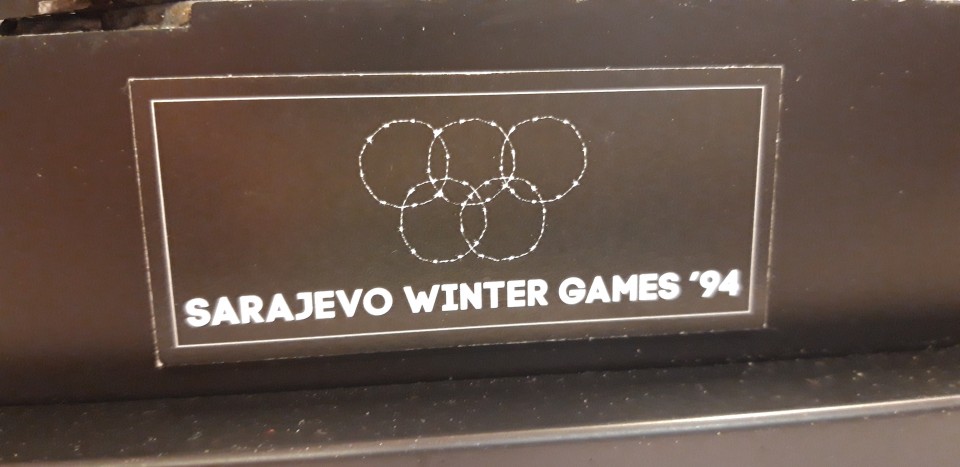 SARAJEVO WINTER GAMES '94